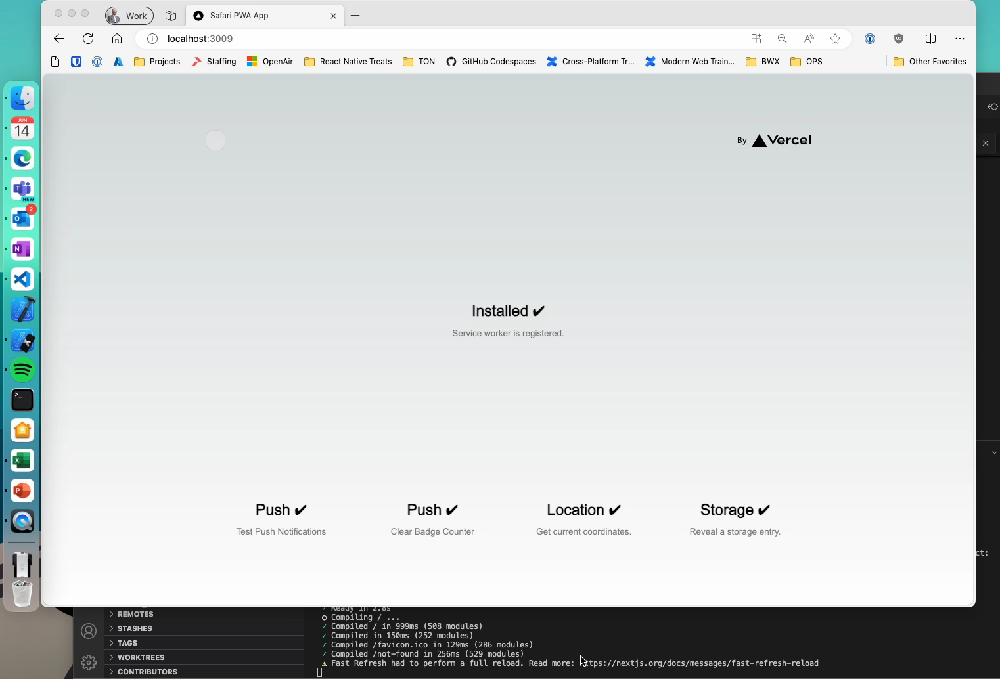 Work
Safari PWA App
localhost:3009
Projects
Staffing
OpenAir
React Native Treats
TON
GitHub Codespaces
Cross-Platform Tr...
Modern Web Train...
BWX
OPS
Other Favorites
JUN
14
NEW
2
By Vercel
Installed ✔
Service worker is registered.
Push ✔
Test Push Notifications
Push ✔
Clear Badge Counter
Location ✔
Get current coordinates.
Storage ✔
Reveal a storage entry.
ct:
REMOTES
STASHES
TAGS
WORKTREES
CONTRIBUTORS
✓ Ready in 2.8s
○ Compiling / ...
✓ Compiled / in 999ms (508 modules)
✓ Compiled in 150ms (252 modules)
✓ Compiled /favicon.ico in 129ms (286 modules)
✓ Compiled /not-found in 256ms (529 modules)
⚠ Fast Refresh had to perform a full reload. Read more: https://nextjs.org/docs/messages/fast-refresh-reload